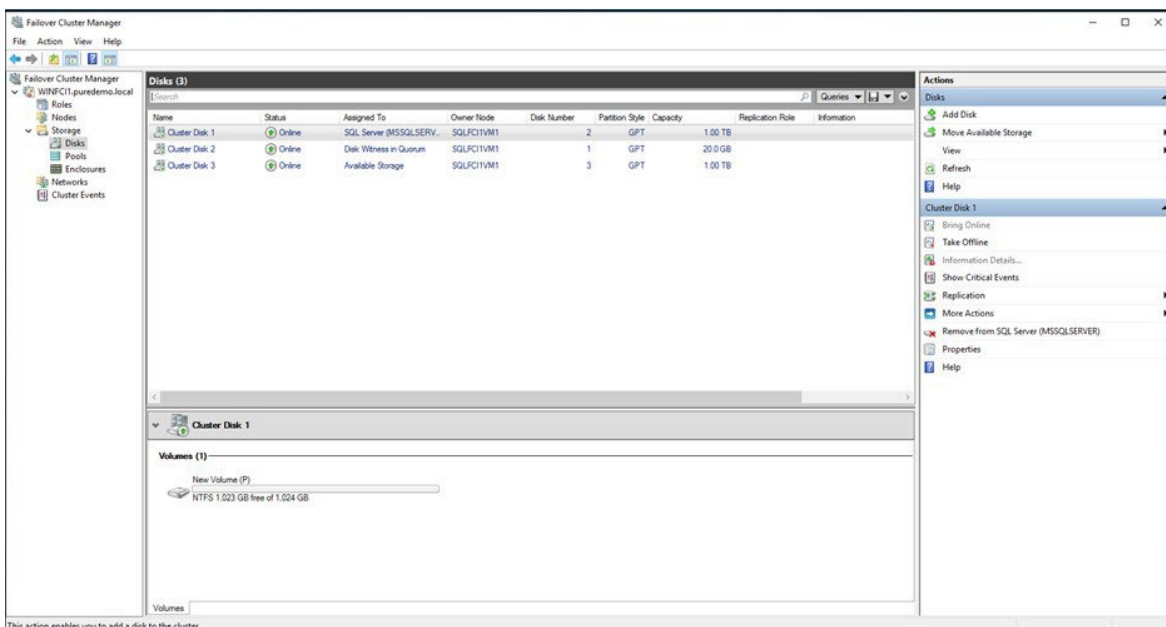 Failover Cluster Manager
File Action View Help
Failover Cluster Manager
WINFCI1.puredemo.local
Roles
Nodes
Storage
Disks
Pools
Enclosures
Networks
Cluster Events
Disks (3)
Search
Queries
Name Status Assigned To Owner Node Disk Number Partition Style Capacity Replication Role Information
Cluster Disk 1 Online SQL Server (MSSQLSERV... SQLFCI1VM1 2 GPT 1.00 TB
Cluster Disk 2 Online Disk Witness in Quorum SQLFCI1VM1 1 GPT 20.0 GB
Cluster Disk 3 Online Available Storage SQLFCI1VM1 3 GPT 1.00 TB
Cluster Disk 1
Volumes (1)
New Volume (P)
NTFS 1,023 GB free of 1,024 GB
Volumes
Actions
Disks
Add Disk
Move Available Storage
View
Refresh
Help
Cluster Disk 1
Bring Online
Take Offline
Information Details...
Show Critical Events
Replication
More Actions
Remove from SQL Server (MSSQLSERVER)
Properties
Help
This action enables you to add a disk to the cluster.